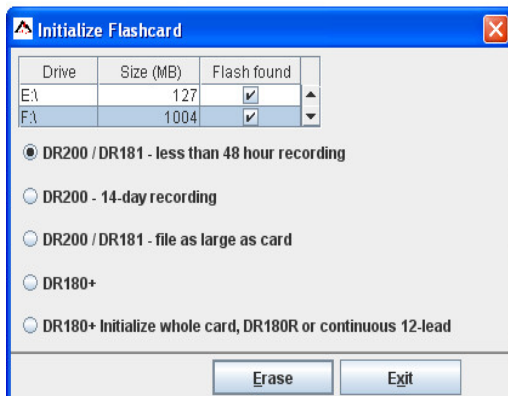 Initialize Flashcard
Drive Size (MB) Flash found
E:\ 127
F:\ 1004
DR200 / DR181 - less than 48 hour recording
DR200 - 14-day recording
DR200 / DR181 - file as large as card
DR180+
DR180+ Initialize whole card, DR180R or continuous 12-lead
Erase Exit